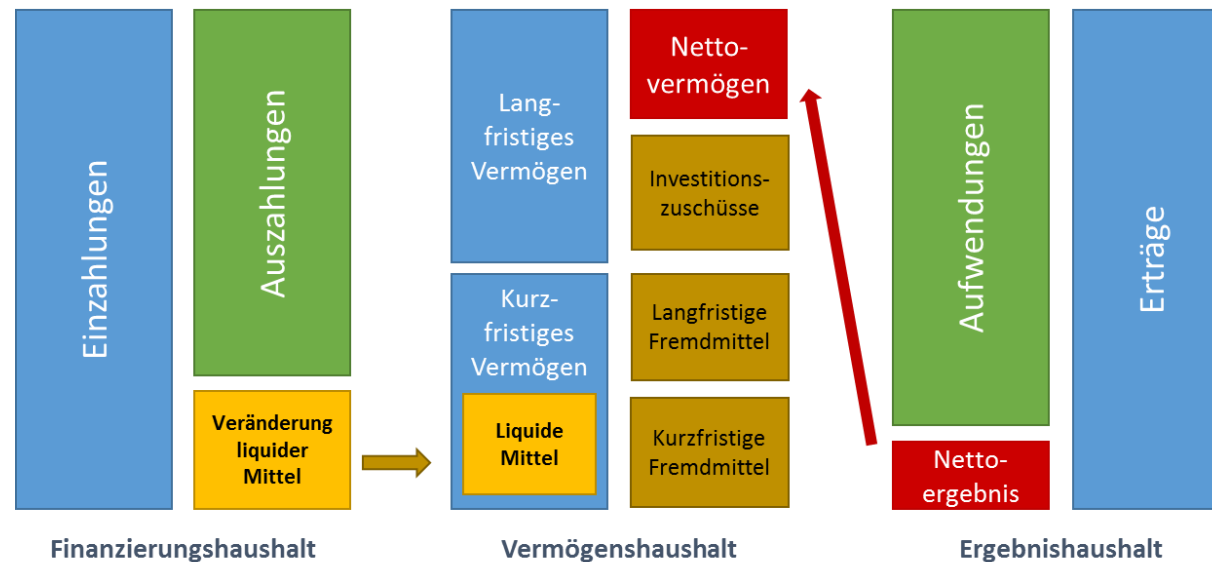 Einzahlungen
Auszahlungen
Veränderung
liquider
Mittel
Finanzierungshaushalt
Lang-
fristiges
Vermögen
Kurz-
fristiges
Vermögen
Liquide
Mittel
Netto-
vermögen
Investitions-
zuschüsse
Langfristige
Fremdmittel
Kurzfristige
Fremdmittel
Vermögenshaushalt
Aufwendungen
Netto-
ergebnis
Erträge
Ergebnishaushalt